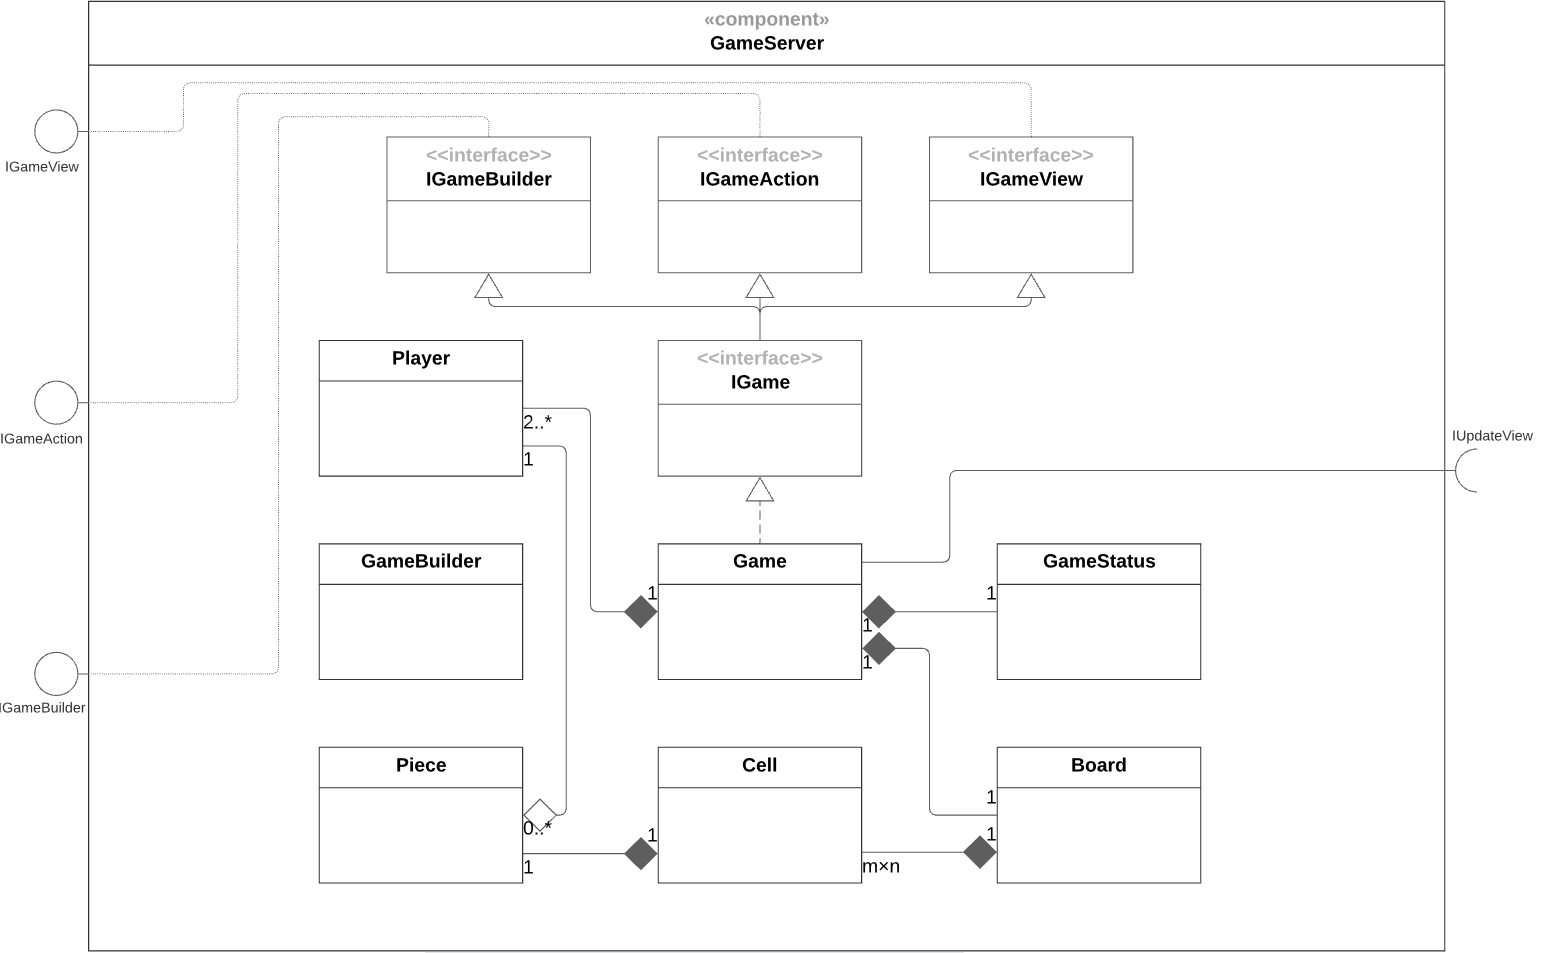 «component»
GameServer
IGameView
<<interface>>
IGameBuilder
<<interface>>
IGameAction
<<interface>>
IGameView
Player
2..*
1
<<interface>>
IGame
IGameAction
IUpdateView
GameBuilder
Game
1
1
1
GameStatus
1
IGameBuilder
Piece
0..*
1
Cell
1
m×n
Board
1
1